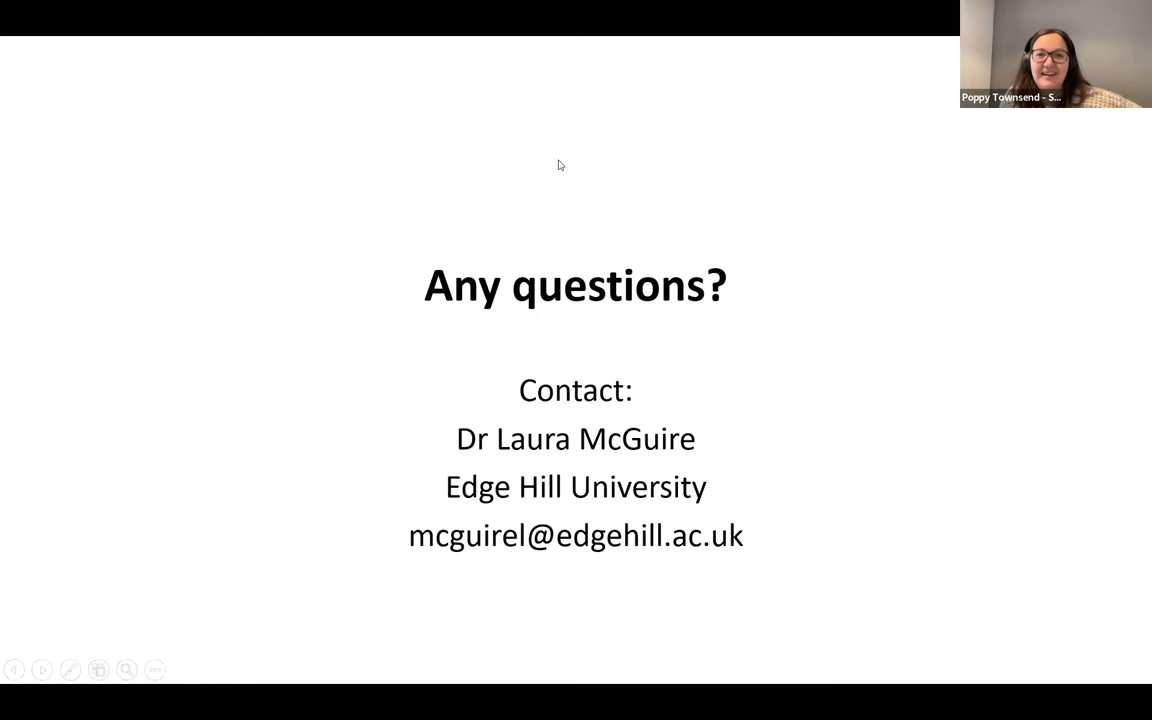 Poppy Townsend - S...
Any questions?
Contact:
Dr Laura McGuire
Edge Hill University
mcguirel@edgehill.ac.uk